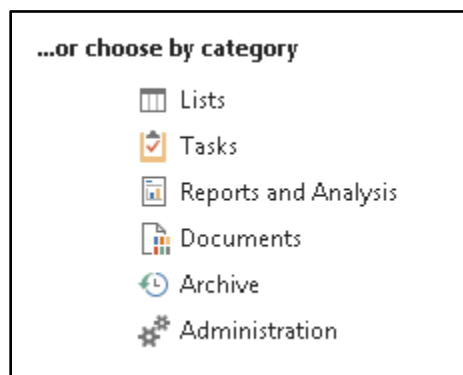 ...or choose by category
Lists
Tasks
Reports and Analysis
Documents
Archive
Administration